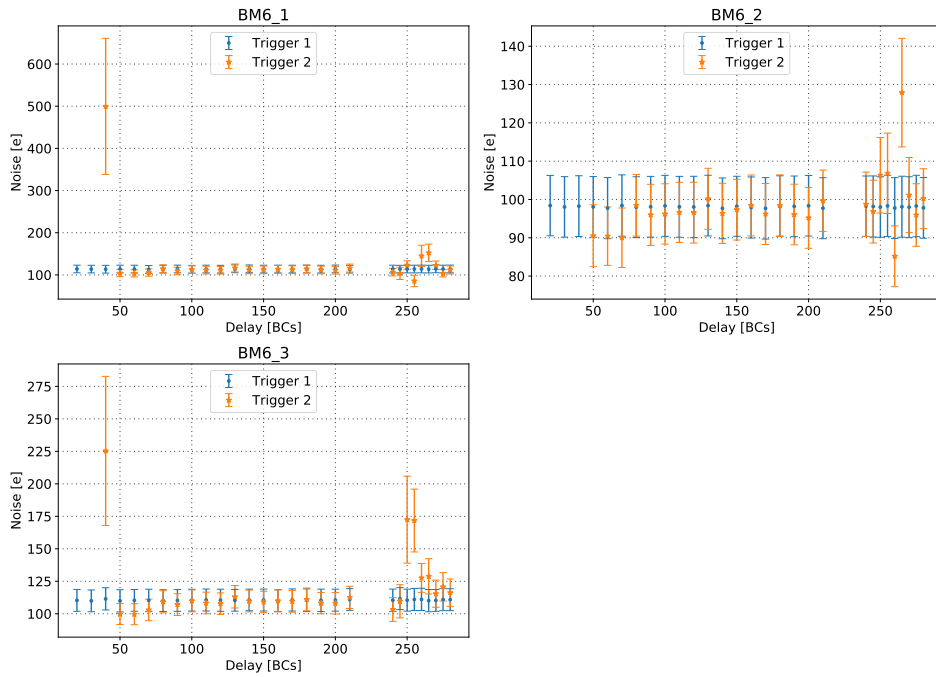 BM6_1
Noise [e]
600
500
400
300
200
100
Trigger 1
Trigger 2
50 100 150 200 250
Delay [BCs]
BM6_2
Noise [e]
140
130
120
110
100
90
80
Trigger 1
Trigger 2
50 100 150 200 250
Delay [BCs]
BM6_3
Noise [e]
275
250
225
200
175
150
125
100
Trigger 1
Trigger 2
50 100 150 200 250
Delay [BCs]